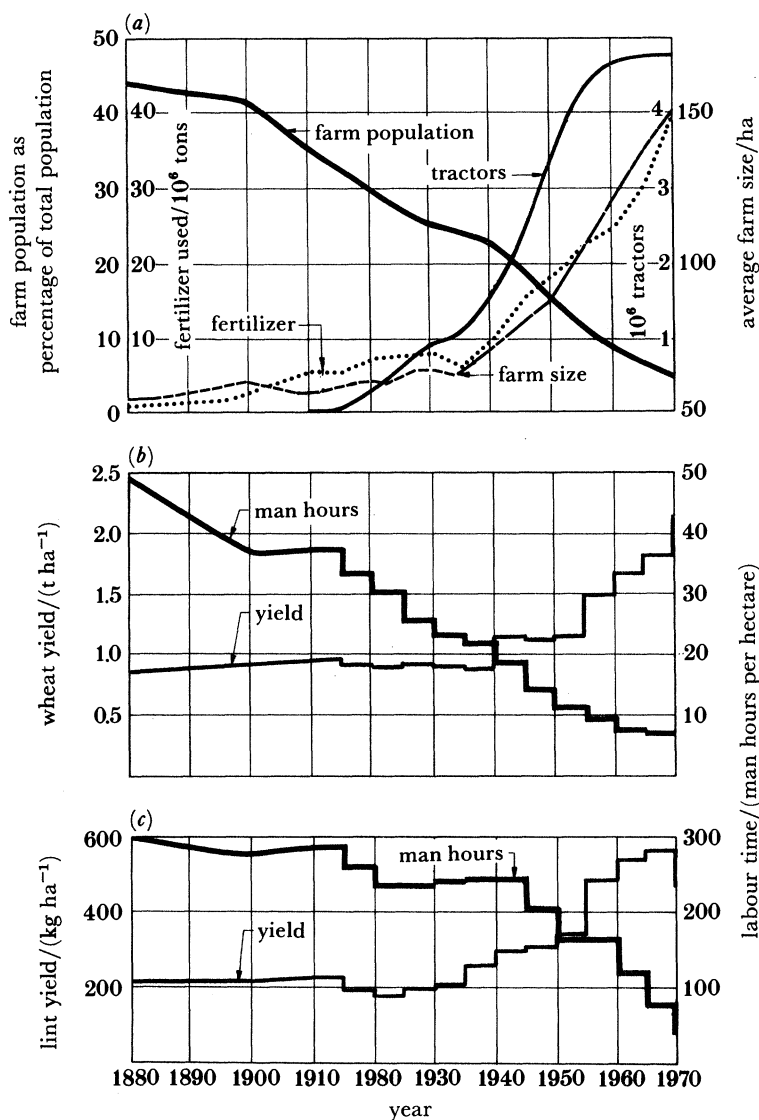 (a)
50
40
30
20
10
0
farm population as
percentage of total population
40
30
20
10
fertilizer used/10⁶ tons
farm population
tractors
fertilizer
farm size
4
3
2
1
10⁶ tractors
150
100
50
average farm size/ha
(b)
2.5
2.0
1.5
1.0
0.5
wheat yield/(t ha⁻¹)
man hours
yield
50
40
30
20
10
labour time/(man hours per hectare)
(c)
600
400
200
lint yield/(kg ha⁻¹)
man hours
yield
300
200
100
1880 1890 1900 1910 1980 1930 1940 1950 1960 1970
year